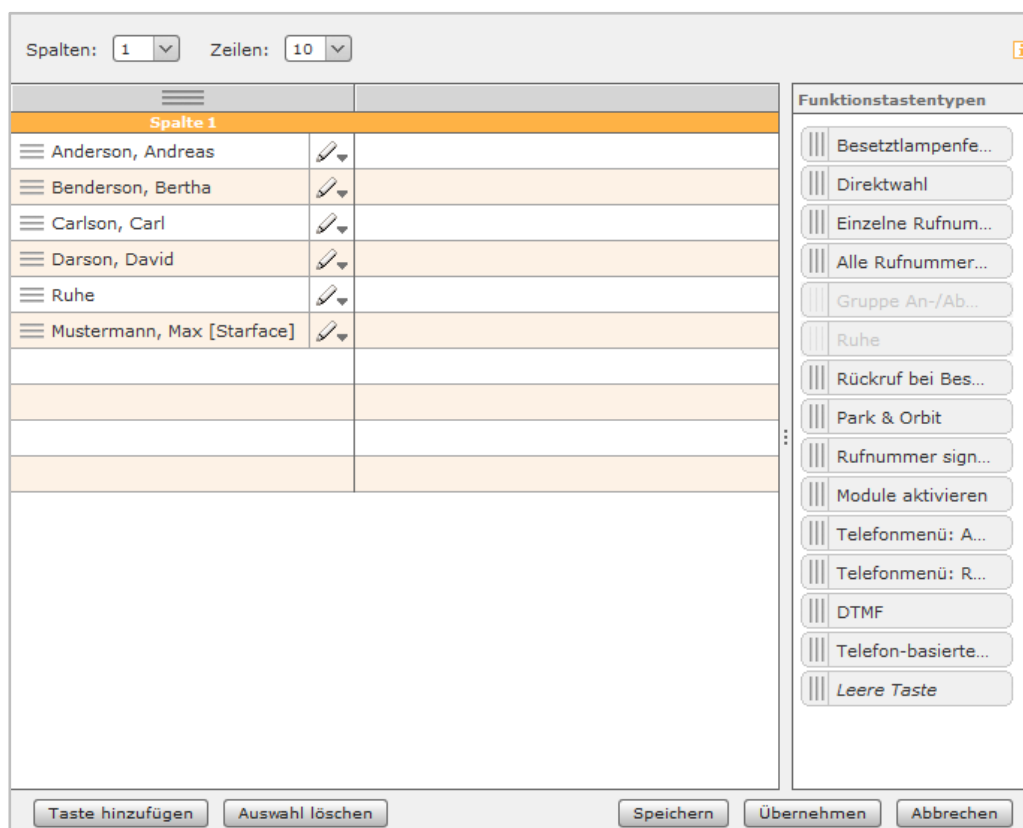 Spalten: 1 Zeilen: 10
Spalte 1
Anderson, Andreas
Benderson, Bertha
Carlson, Carl
Darson, David
Ruhe
Mustermann, Max [Starface]
Funktionstastentypen
Besetztlampenfe...
Direktwahl
Einzelne Rufnum...
Alle Rufnummer...
Gruppe An-/Ab...
Ruhe
Rückruf bei Bes...
Park & Orbit
Rufnummer sign...
Module aktivieren
Telefonmenü: A...
Telefonmenü: R...
DTMF
Telefon-basierte...
Leere Taste
Taste hinzufügen Auswahl löschen Speichern Übernehmen Abbrechen